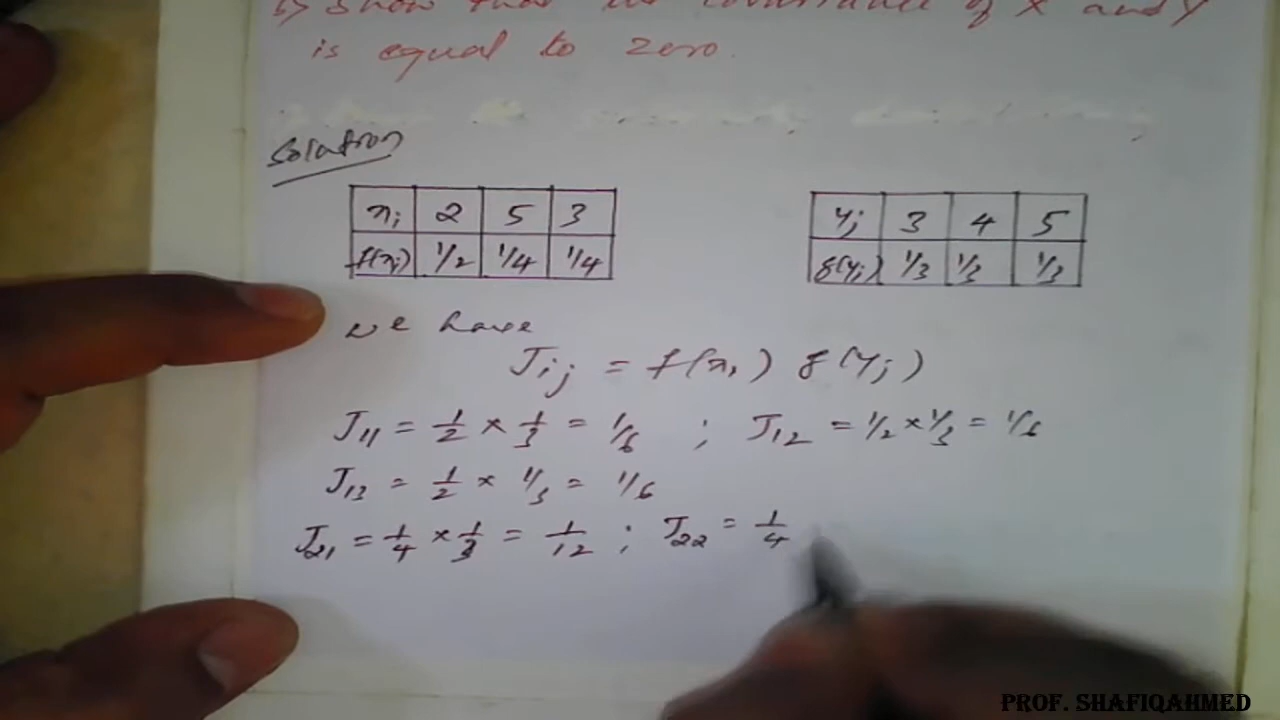 is equal to zero.
Solution
xi 2 5 3
f(xi) 1/2 1/4 1/4
yj 3 4 5
g(yj) 1/3 1/3 1/3
we have
Jij = f(xi) g(yj)
J11 = 1/2 × 1/3 = 1/6 ; J12 = 1/2 × 1/3 = 1/6
J13 = 1/2 × 1/3 = 1/6
J21 = 1/4 × 1/3 = 1/12 ; J22 = 1/4
PROF. SHAFIQAHMED